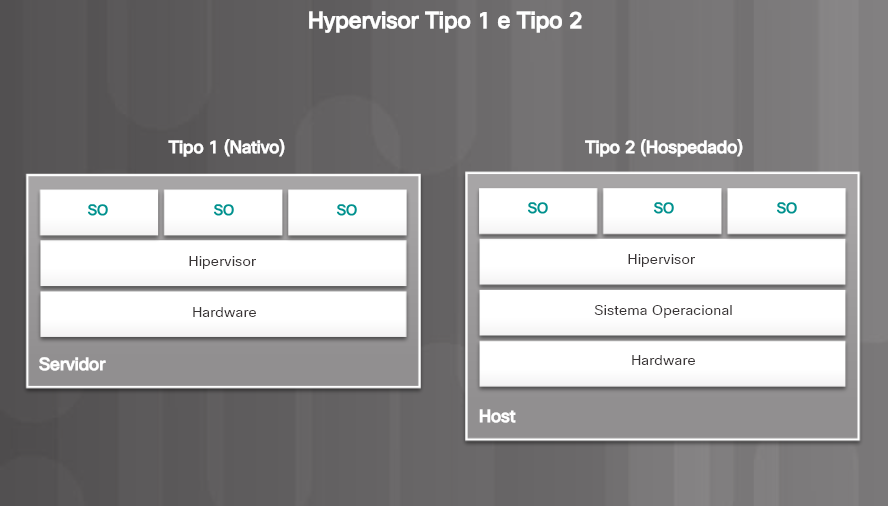 Hypervisor Tipo 1 e Tipo 2
Tipo 1 (Nativo)
SO SO SO
Hipervisor
Hardware
Servidor
Tipo 2 (Hospedado)
SO SO SO
Hipervisor
Sistema Operacional
Hardware
Host